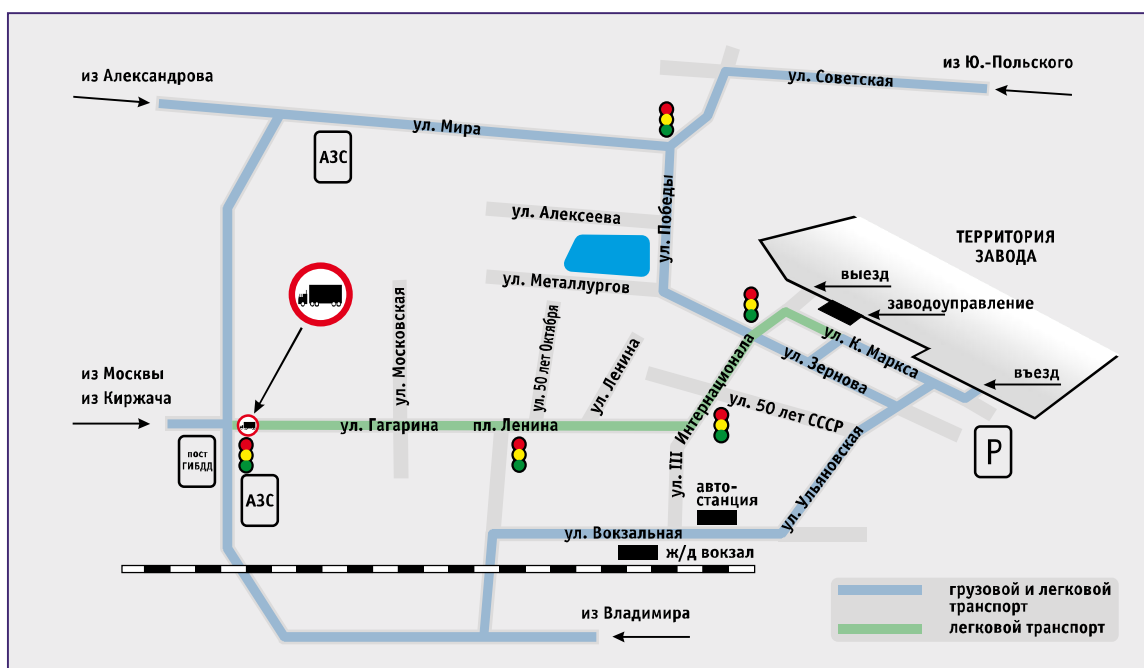 из Александрова
из Ю.-Польского
ул. Советская
ул. Мира
АЗС
ул. Алексеева
ул. Победы
ТЕРРИТОРИЯ
ЗАВОДА
выезд
ул. Металлургов
заводоуправление
ул. Московская
ул. 50 лет Октября
ул. Ленина
ул. К. Маркса
ул. Зернова
въезд
из Москвы
из Киржача
ул. Гагарина
пл. Ленина
ул. III Интернационала
ул. 50 лет СССР
пост
ГИБДД
АЗС
P
авто-
станция
ул. Ульяновская
ул. Вокзальная
ж/д вокзал
из Владимира
грузовой и легковой
транспорт
легковой транспорт